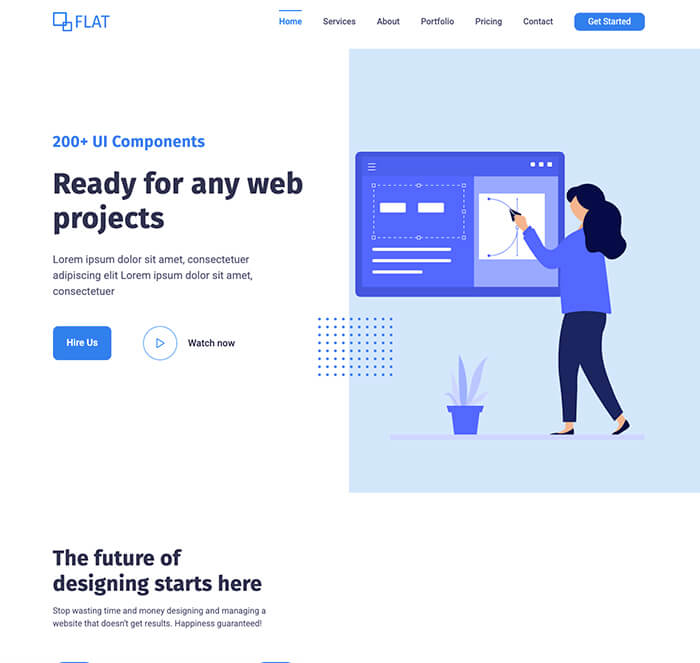 FLAT
Home Services About Portfolio Pricing Contact Get Started
200+ UI Components
Ready for any web
projects
Lorem ipsum dolor sit amet, consectetuer
adipiscing elit Lorem ipsum dolor sit amet,
consectetuer
Hire Us Watch now
The future of
designing starts here
Stop wasting time and money designing and managing a
website that doesn't get results. Happiness guaranteed!